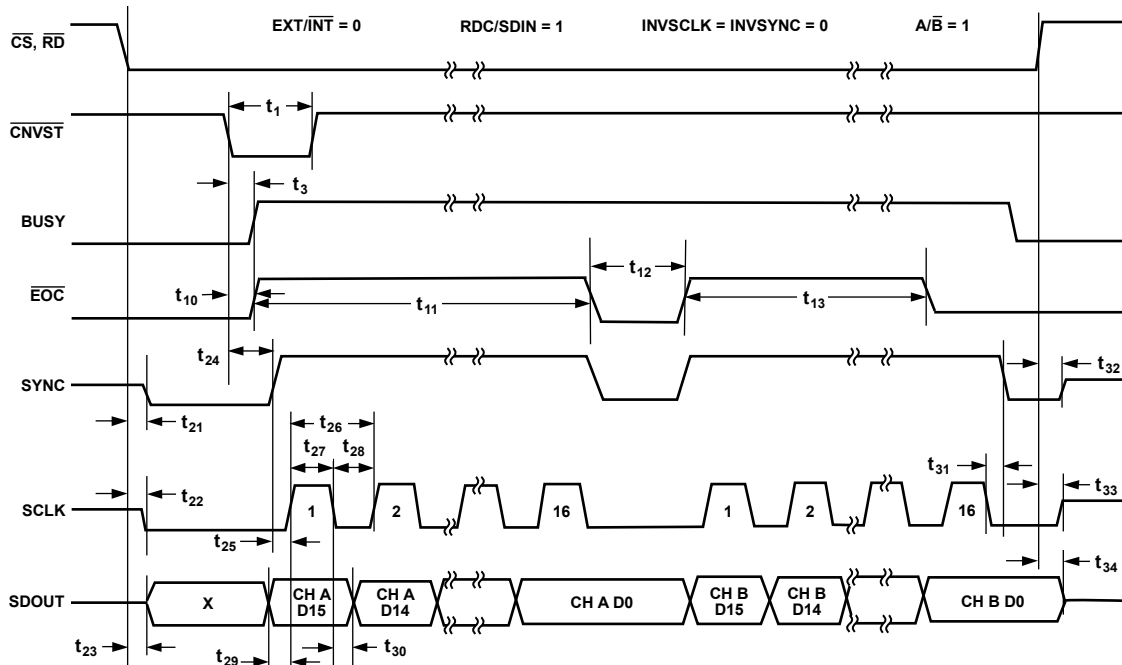 EXT/INT = 0 RDC/SDIN = 1 INVSCLK = INVSYNC = 0 A/B = 1
CS, RD
t1
CNVST
t3
BUSY
t12
t10
EOC
t11
t13
t24
SYNC
t32
t21
t26
t27 t28
t31
t22
t33
SCLK
1 2 16 1 2 16
t25
t34
CH A CH A CH B CH B
SDOUT X D15 D14 CH A D0 D15 D14 CH B D0
t23
t29
t30